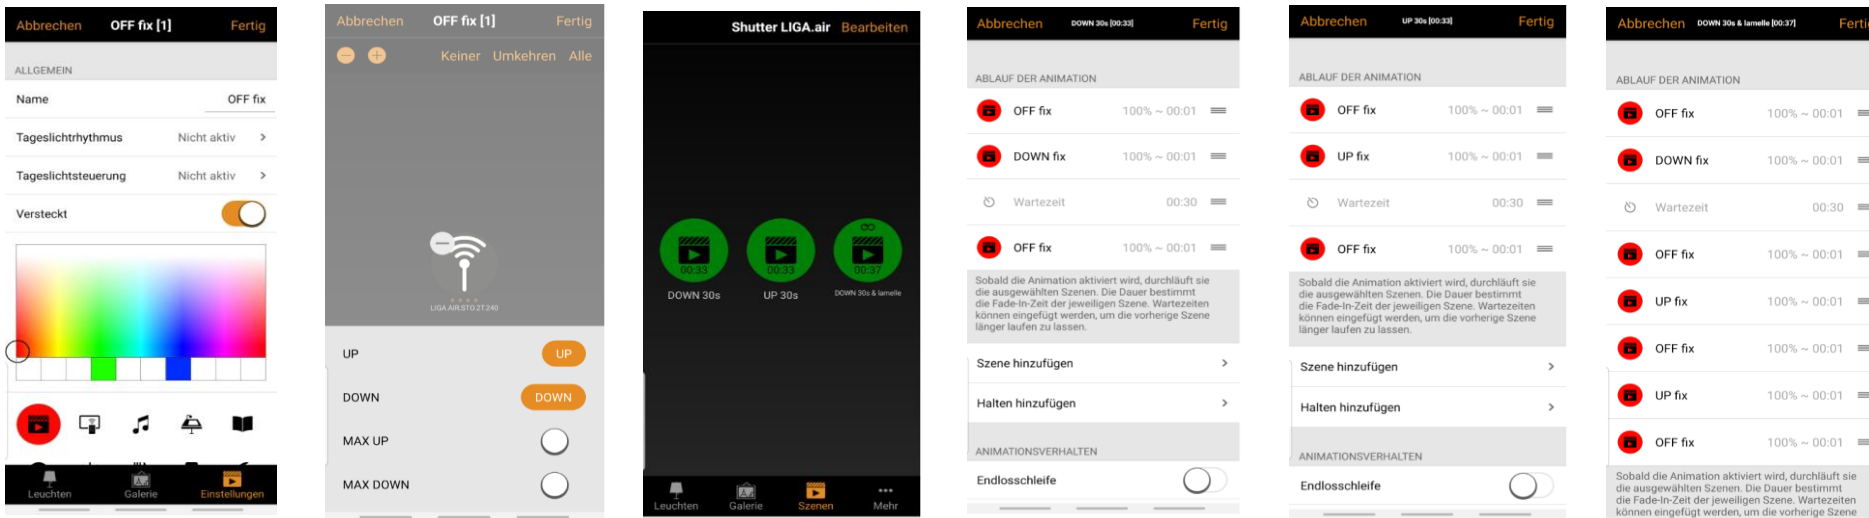 Abbrechen OFF fix [1] Fertig
ALLGEMEIN
Name OFF fix
Tageslichtrhythmus Nicht aktiv
Tageslichtsteuerung Nicht aktiv
Versteckt
Leuchten Galerie Einstellungen
Abbrechen OFF fix [1] Fertig
Keiner Umkehren Alle
LIGA.AIR.STO.2T.240
UP UP
DOWN DOWN
MAX UP
MAX DOWN
Shutter LIGA.air Bearbeiten
00:33 00:33 00:37
DOWN 30s UP 30s DOWN 30s & lamelle
Leuchten Galerie Szenen Mehr
Abbrechen DOWN 30s [00:33] Fertig
ABLAUF DER ANIMATION
OFF fix 100% ~ 00:01
DOWN fix 100% ~ 00:01
Wartezeit 00:30
OFF fix 100% ~ 00:01
Sobald die Animation aktiviert wird, durchläuft sie
die ausgewählten Szenen. Die Dauer bestimmt
die Fade-In-Zeit der jeweiligen Szene. Wartezeiten
können eingefügt werden, um die vorherige Szene
länger laufen zu lassen.
Szene hinzufügen
Halten hinzufügen
ANIMATIONSVERHALTEN
Endlosschleife
Abbrechen UP 30s [00:33] Fertig
ABLAUF DER ANIMATION
OFF fix 100% ~ 00:01
UP fix 100% ~ 00:01
Wartezeit 00:30
OFF fix 100% ~ 00:01
Sobald die Animation aktiviert wird, durchläuft sie
die ausgewählten Szenen. Die Dauer bestimmt
die Fade-In-Zeit der jeweiligen Szene. Wartezeiten
können eingefügt werden, um die vorherige Szene
länger laufen zu lassen.
Szene hinzufügen
Halten hinzufügen
ANIMATIONSVERHALTEN
Endlosschleife
Abbrechen DOWN 30s & lamelle [00:37] Ferti
ABLAUF DER ANIMATION
OFF fix 100% ~ 00:01
DOWN fix 100% ~ 00:01
Wartezeit 00:30
OFF fix 100% ~ 00:01
UP fix 100% ~ 00:01
OFF fix 100% ~ 00:01
UP fix 100% ~ 00:01
OFF fix 100% ~ 00:01
Sobald die Animation aktiviert wird, durchläuft sie
die ausgewählten Szenen. Die Dauer bestimmt
die Fade-In-Zeit der jeweiligen Szene. Wartezeiten
können eingefügt werden, um die vorherige Szene